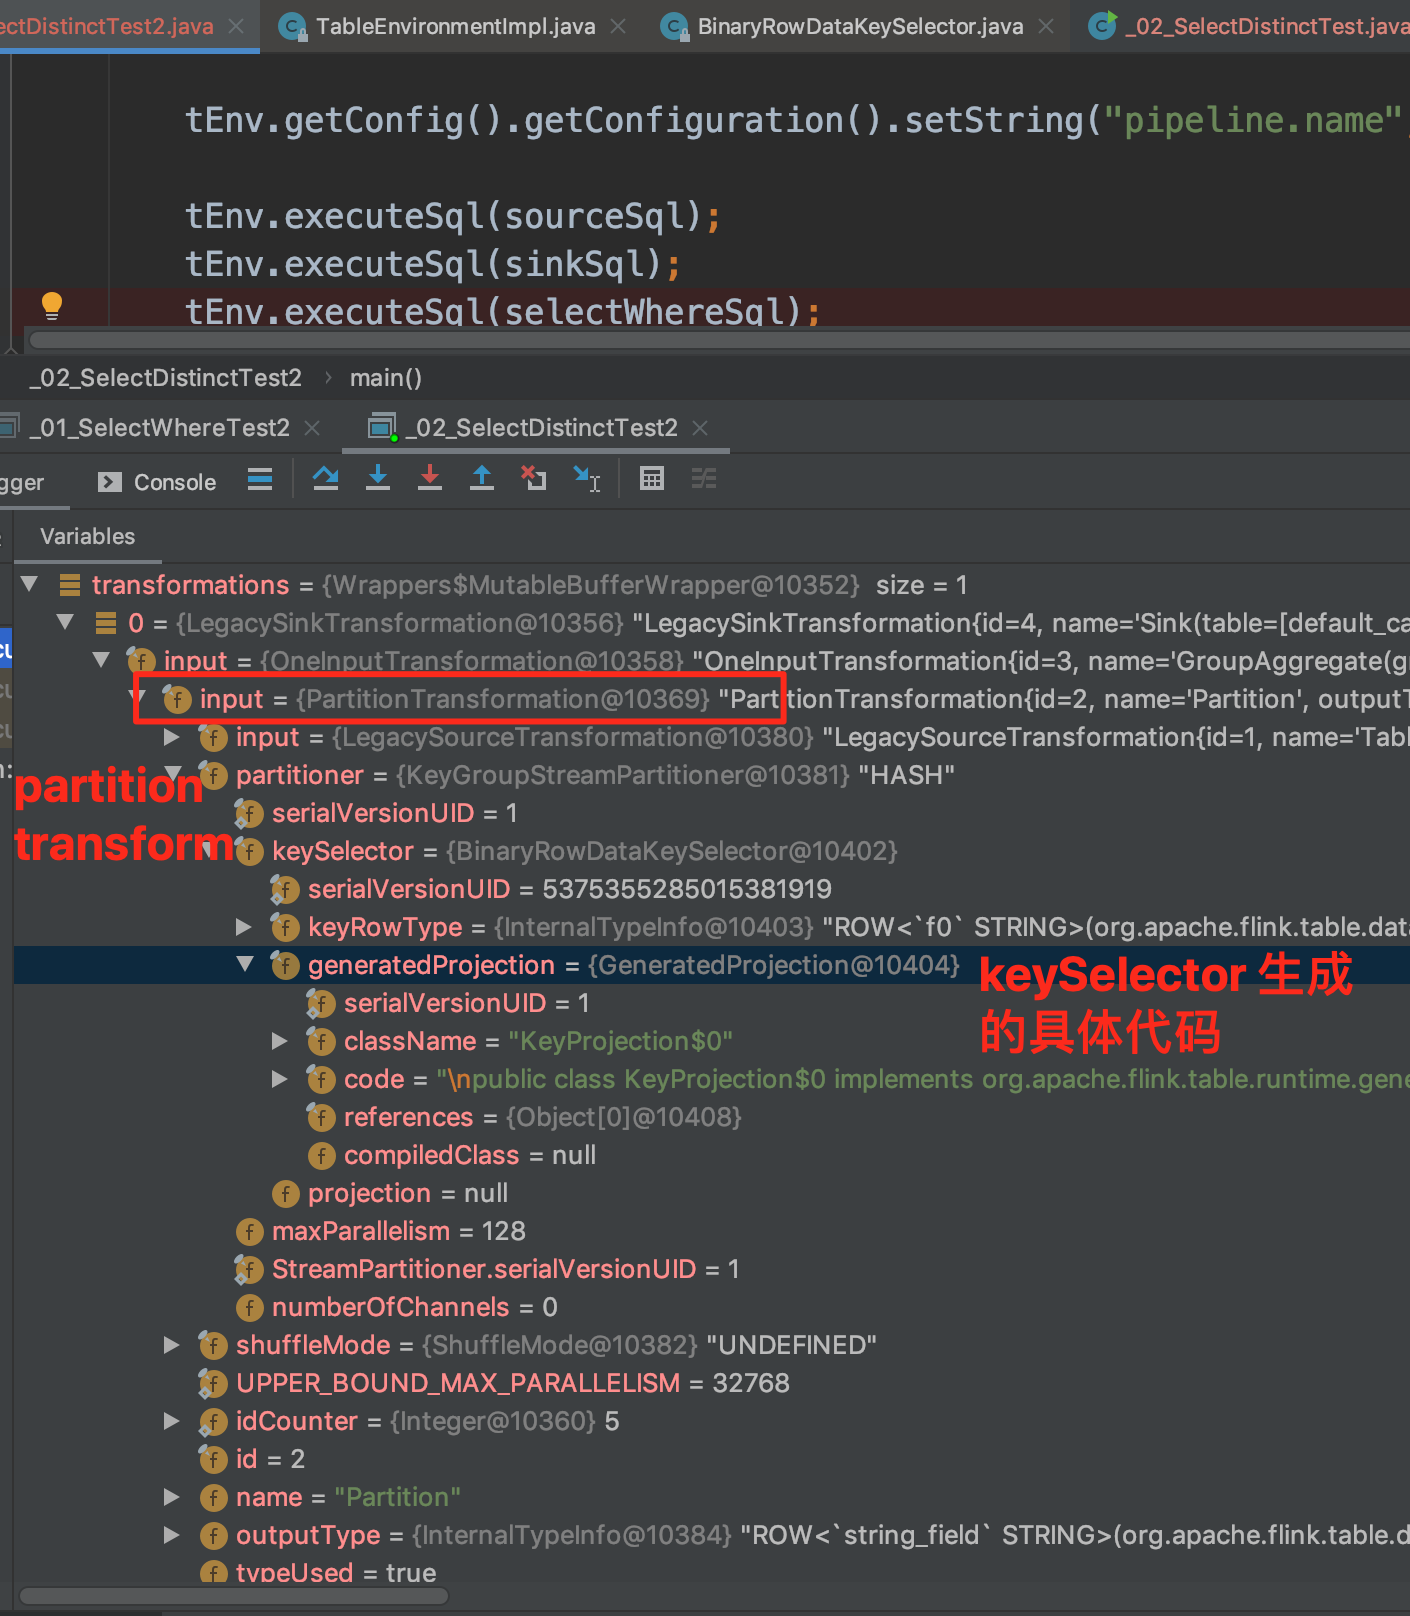 ectDistinctTest2.java TableEnvironmentImpl.java BinaryRowDataKeySelector.java _02_SelectDistinctTest.java
tEnv.getConfig().getConfiguration().setString("pipeline.name",
tEnv.executeSql(sourceSql);
tEnv.executeSql(sinkSql);
tEnv.executeSql(selectWhereSql);
_02_SelectDistinctTest2 › main()
_01_SelectWhereTest2 _02_SelectDistinctTest2
gger Console
Variables
transformations = {Wrappers$MutableBufferWrapper@10352} size = 1
0 = {LegacySinkTransformation@10356} "LegacySinkTransformation{id=4, name='Sink(table=[default_ca
input = {OneInputTransformation@10358} "OneInputTransformation{id=3, name='GroupAggregate(g
input = {PartitionTransformation@10369} "PartitionTransformation{id=2, name='Partition', outputT
input = {LegacySourceTransformation@10380} "LegacySourceTransformation{id=1, name='Tabl
partitioner = {KeyGroupStreamPartitioner@10381} "HASH"
serialVersionUID = 1
partition
transform
keySelector = {BinaryRowDataKeySelector@10402}
serialVersionUID = 5375355285015381919
keyRowType = {InternalTypeInfo@10403} "ROW<`f0` STRING>(org.apache.flink.table.data
generatedProjection = {GeneratedProjection@10404}
keySelector 生成
的具体代码
serialVersionUID = 1
className = "KeyProjection$0"
code = "\npublic class KeyProjection$0 implements org.apache.flink.table.runtime.gene
references = {Object[0]@10408}
compiledClass = null
projection = null
maxParallelism = 128
StreamPartitioner.serialVersionUID = 1
numberOfChannels = 0
shuffleMode = {ShuffleMode@10382} "UNDEFINED"
UPPER_BOUND_MAX_PARALLELISM = 32768
idCounter = {Integer@10360} 5
id = 2
name = "Partition"
outputType = {InternalTypeInfo@10384} "ROW<`string_field` STRING>(org.apache.flink.table.d
typeUsed = true